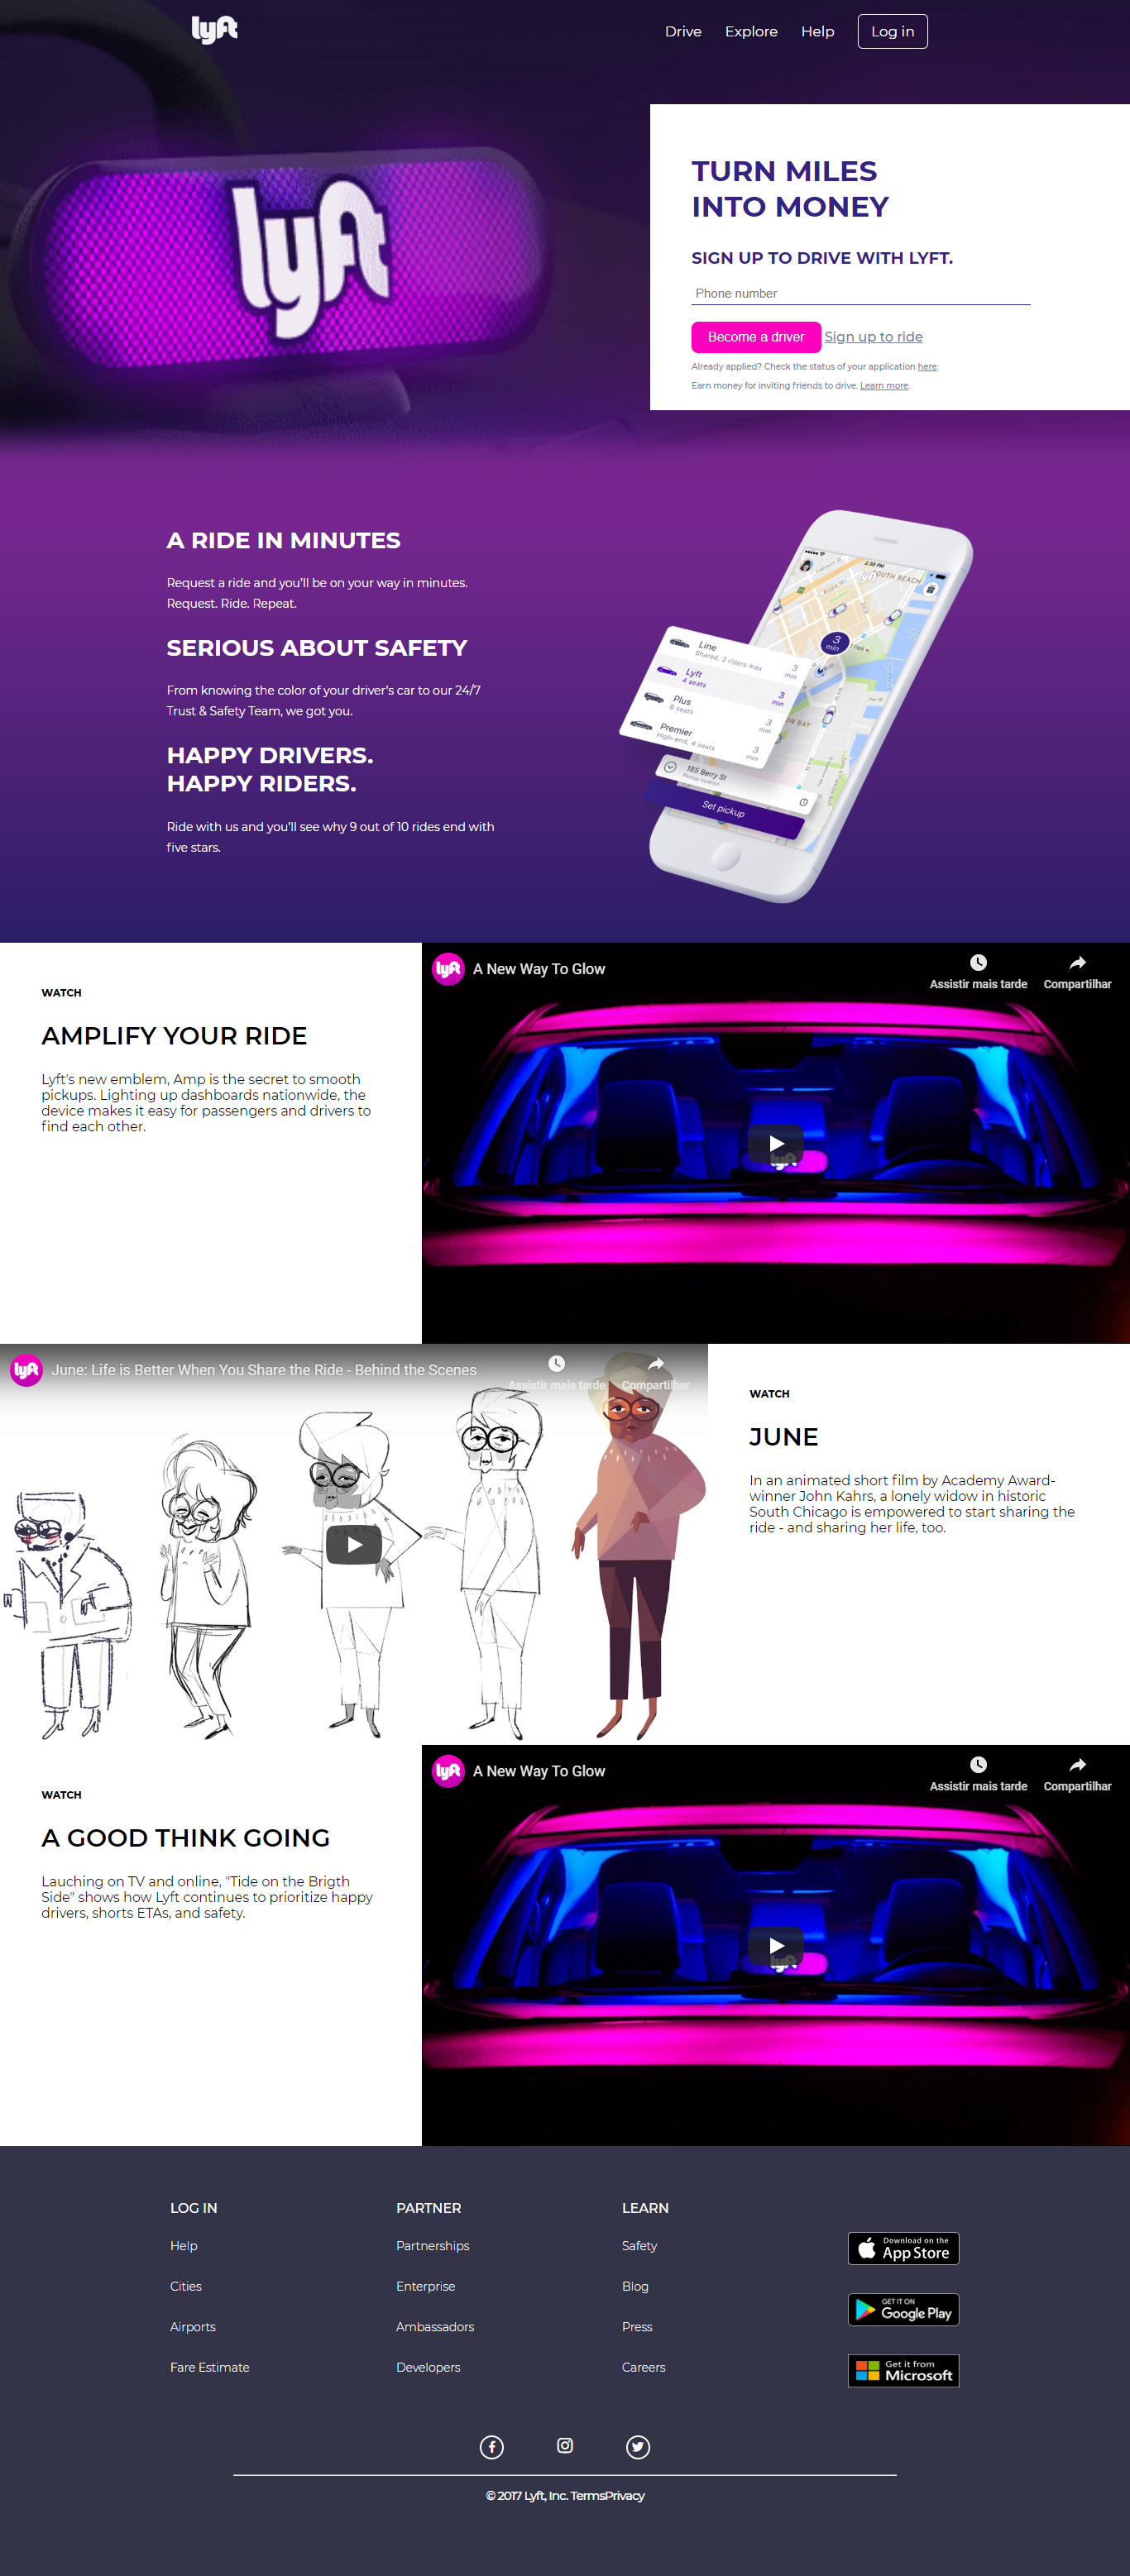 lyft
Drive
Explore
Help
Log in
lyft
TURN MILES
INTO MONEY
SIGN UP TO DRIVE WITH LYFT.
Phone number
Become a driver
Sign up to ride
Already applied? Check the status of your application here.
Earn money for inviting friends to drive. Learn more.
A RIDE IN MINUTES
Request a ride and you'll be on your way in minutes.
Request. Ride. Repeat.
SERIOUS ABOUT SAFETY
From knowing the color of your driver's car to our 24/7
Trust & Safety Team, we got you.
HAPPY DRIVERS.
HAPPY RIDERS.
Ride with us and you'll see why 9 out of 10 rides end with
five stars.
2:30 PM
lyft
SOUTH BEACH
3
min
Line
Shared, 2 riders max
3
min
Lyft
4 seats
3
min
Plus
6 seats
3
min
Premier
High-end, 4 seats
3
min
185 Berry St
Pickup location
Set pickup
WATCH
AMPLIFY YOUR RIDE
Lyft's new emblem, Amp is the secret to smooth
pickups. Lighting up dashboards nationwide, the
device makes it easy for passengers and drivers to
find each other.
lyft
A New Way To Glow
Assistir mais tarde
Compartilhar
lyft
lyft
June: Life is Better When You Share the Ride - Behind the Scenes
Assistir mais tarde
Compartilhar
WATCH
JUNE
In an animated short film by Academy Award-
winner John Kahrs, a lonely widow in historic
South Chicago is empowered to start sharing the
ride - and sharing her life, too.
WATCH
A GOOD THINK GOING
Lauching on TV and online, "Tide on the Brigth
Side" shows how Lyft continues to prioritize happy
drivers, shorts ETAs, and safety.
lyft
A New Way To Glow
Assistir mais tarde
Compartilhar
lyft
LOG IN
Help
Cities
Airports
Fare Estimate
PARTNER
Partnerships
Enterprise
Ambassadors
Developers
LEARN
Safety
Blog
Press
Careers
Download on the
App Store
GET IT ON
Google Play
Get it from
Microsoft
© 2017 Lyft, Inc. TermsPrivacy